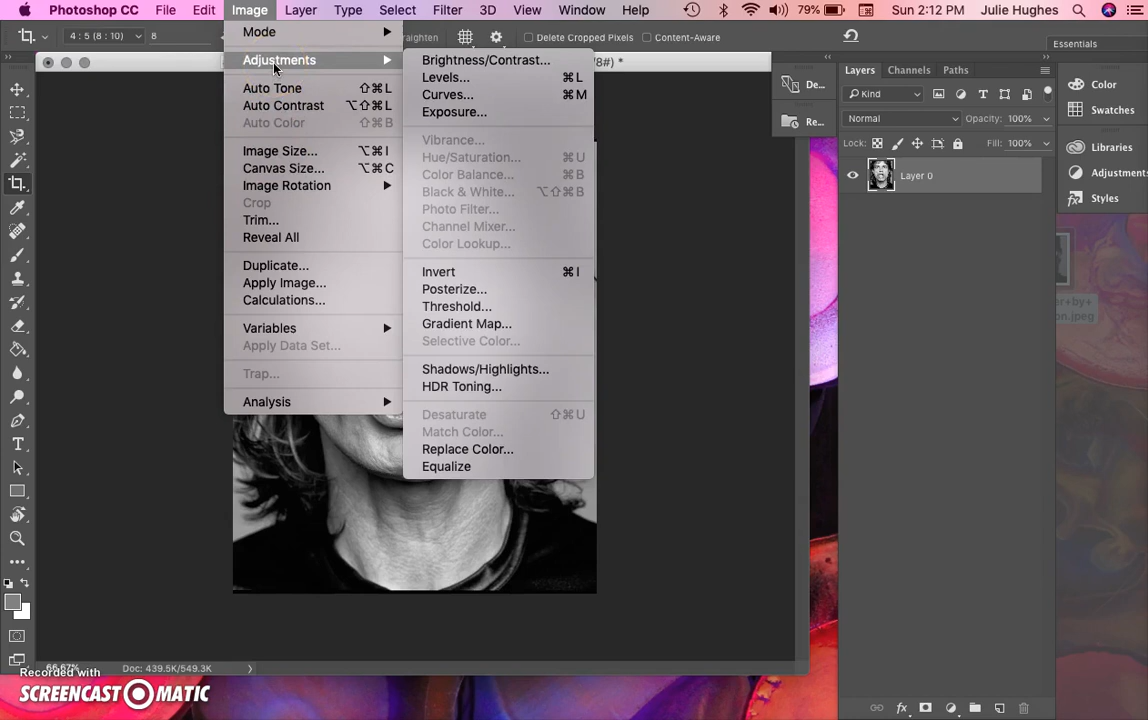 Photoshop CC File Edit Image Layer Type Select Filter 3D View Window Help 79% Sun 2:12 PM Julie Hughes
4 : 5 (8 : 10) 8 Delete Cropped Pixels Content-Aware Essentials
/8#) *
Mode
Adjustments
Auto Tone ⇧⌘L
Auto Contrast ⌥⇧⌘L
Auto Color ⇧⌘B
Image Size... ⌥⌘I
Canvas Size... ⌥⌘C
Image Rotation
Crop
Trim...
Reveal All
Duplicate...
Apply Image...
Calculations...
Variables
Apply Data Set...
Trap...
Analysis
Brightness/Contrast...
Levels... ⌘L
Curves... ⌘M
Exposure...
Vibrance...
Hue/Saturation... ⌘U
Color Balance... ⌘B
Black & White... ⌥⇧⌘B
Photo Filter...
Channel Mixer...
Color Lookup...
Invert ⌘I
Posterize...
Threshold...
Gradient Map...
Selective Color...
Shadows/Highlights...
HDR Toning...
Desaturate ⇧⌘U
Match Color...
Replace Color...
Equalize
De...
Re...
Layers Channels Paths
Kind
Normal Opacity: 100%
Lock: Fill: 100%
Layer 0
Color
Swatches
Libraries
Adjustments
Styles
66.67% Doc: 439.5K/549.3K
Recorded with
SCREENCAST-O-MATIC